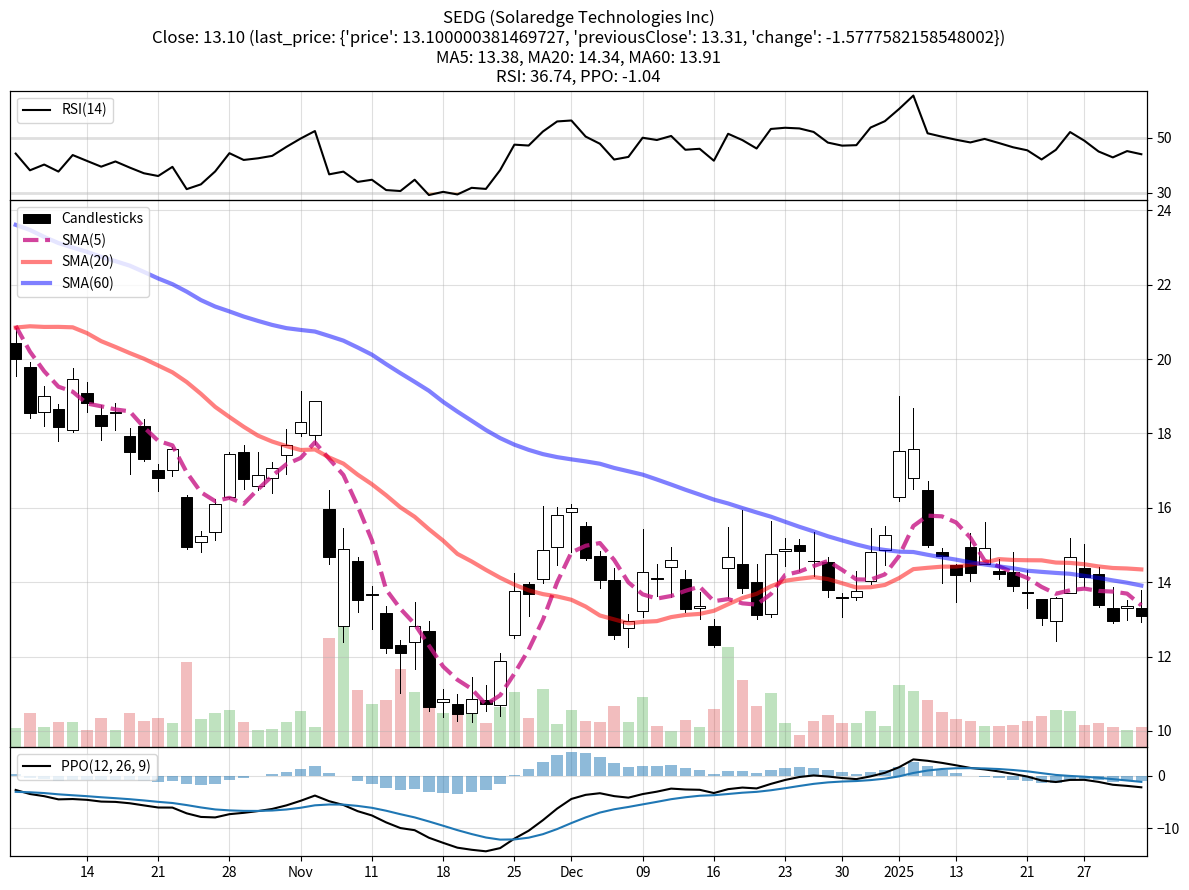 SEDG (Solaredge Technologies Inc)
Close: 13.10 (last_price: {'price': 13.100000381469727, 'previousClose': 13.31, 'change': -1.5777582158548002})
MA5: 13.38, MA20: 14.34, MA60: 13.91
RSI: 36.74, PPO: -1.04
RSI(14)
50
30
Candlesticks
SMA(5)
SMA(20)
SMA(60)
24
22
20
18
16
14
12
10
PPO(12, 26, 9)
0
−10
14 21 28 Nov 11 18 25 Dec 09 16 23 30 2025 13 21 27